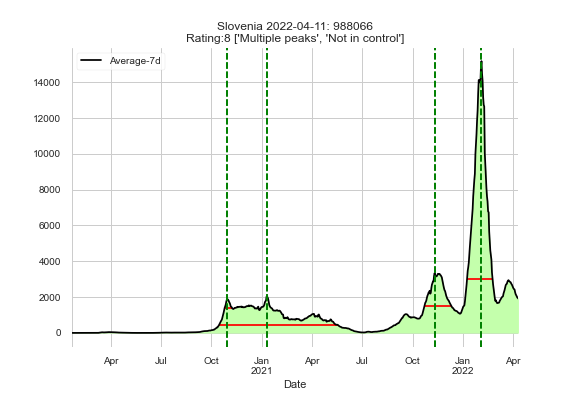 Slovenia 2022-04-11: 988066
Rating:8 ['Multiple peaks', 'Not in control']
Average-7d
14000
12000
10000
8000
6000
4000
2000
0
Apr Jul Oct Jan Apr Jul Oct Jan Apr
2021 2022
Date